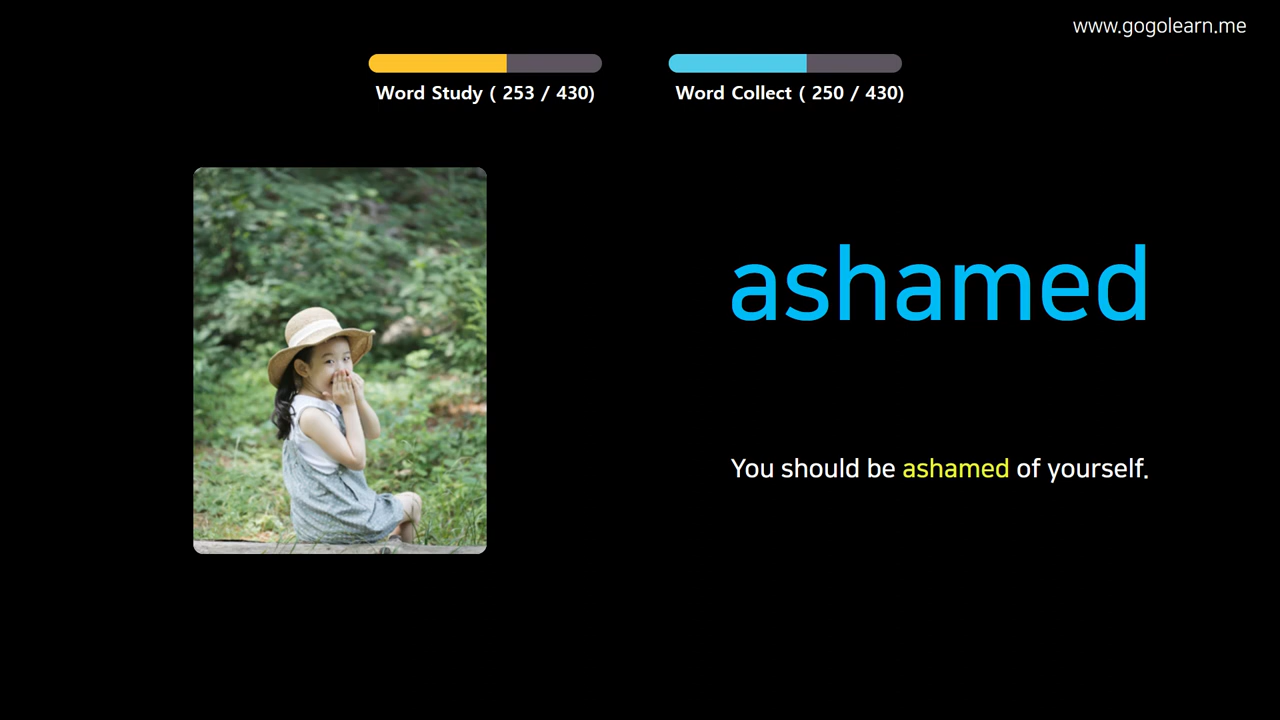 www.gogolearn.me
Word Study ( 253 / 430)
Word Collect ( 250 / 430)
ashamed
You should be ashamed of yourself.